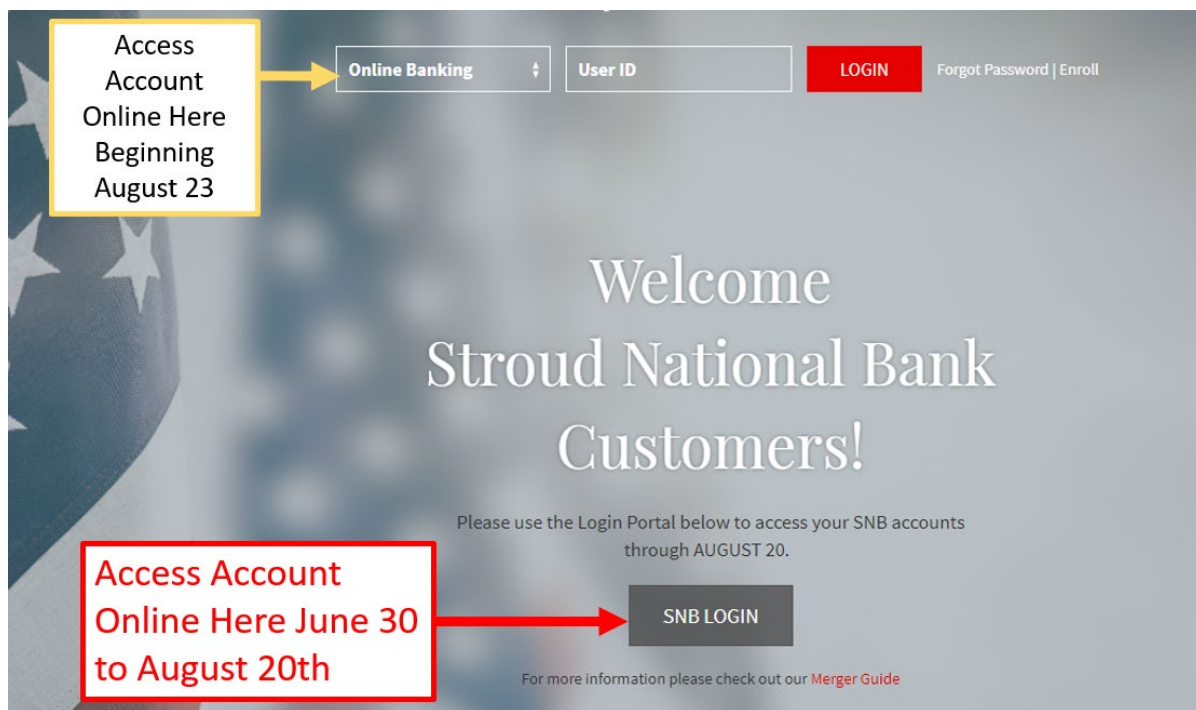 Access
Account
Online Here
Beginning
August 23
Online Banking
User ID
LOGIN
Forgot Password | Enroll
Welcome
Stroud National Bank
Customers!
Please use the Login Portal below to access your SNB accounts
through AUGUST 20.
Access Account
Online Here June 30
to August 20th
SNB LOGIN
For more information please check out our Merger Guide